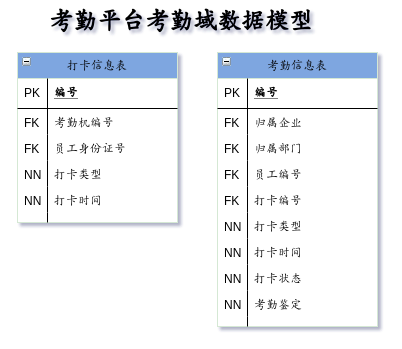 考勤平台考勤域数据模型
打卡信息表
PK 编号
FK 考勤机编号
FK 员工身份证号
NN 打卡类型
NN 打卡时间
考勤信息表
PK 编号
FK 归属企业
FK 归属部门
FK 员工编号
FK 打卡编号
NN 打卡类型
NN 打卡时间
NN 打卡状态
NN 考勤鉴定